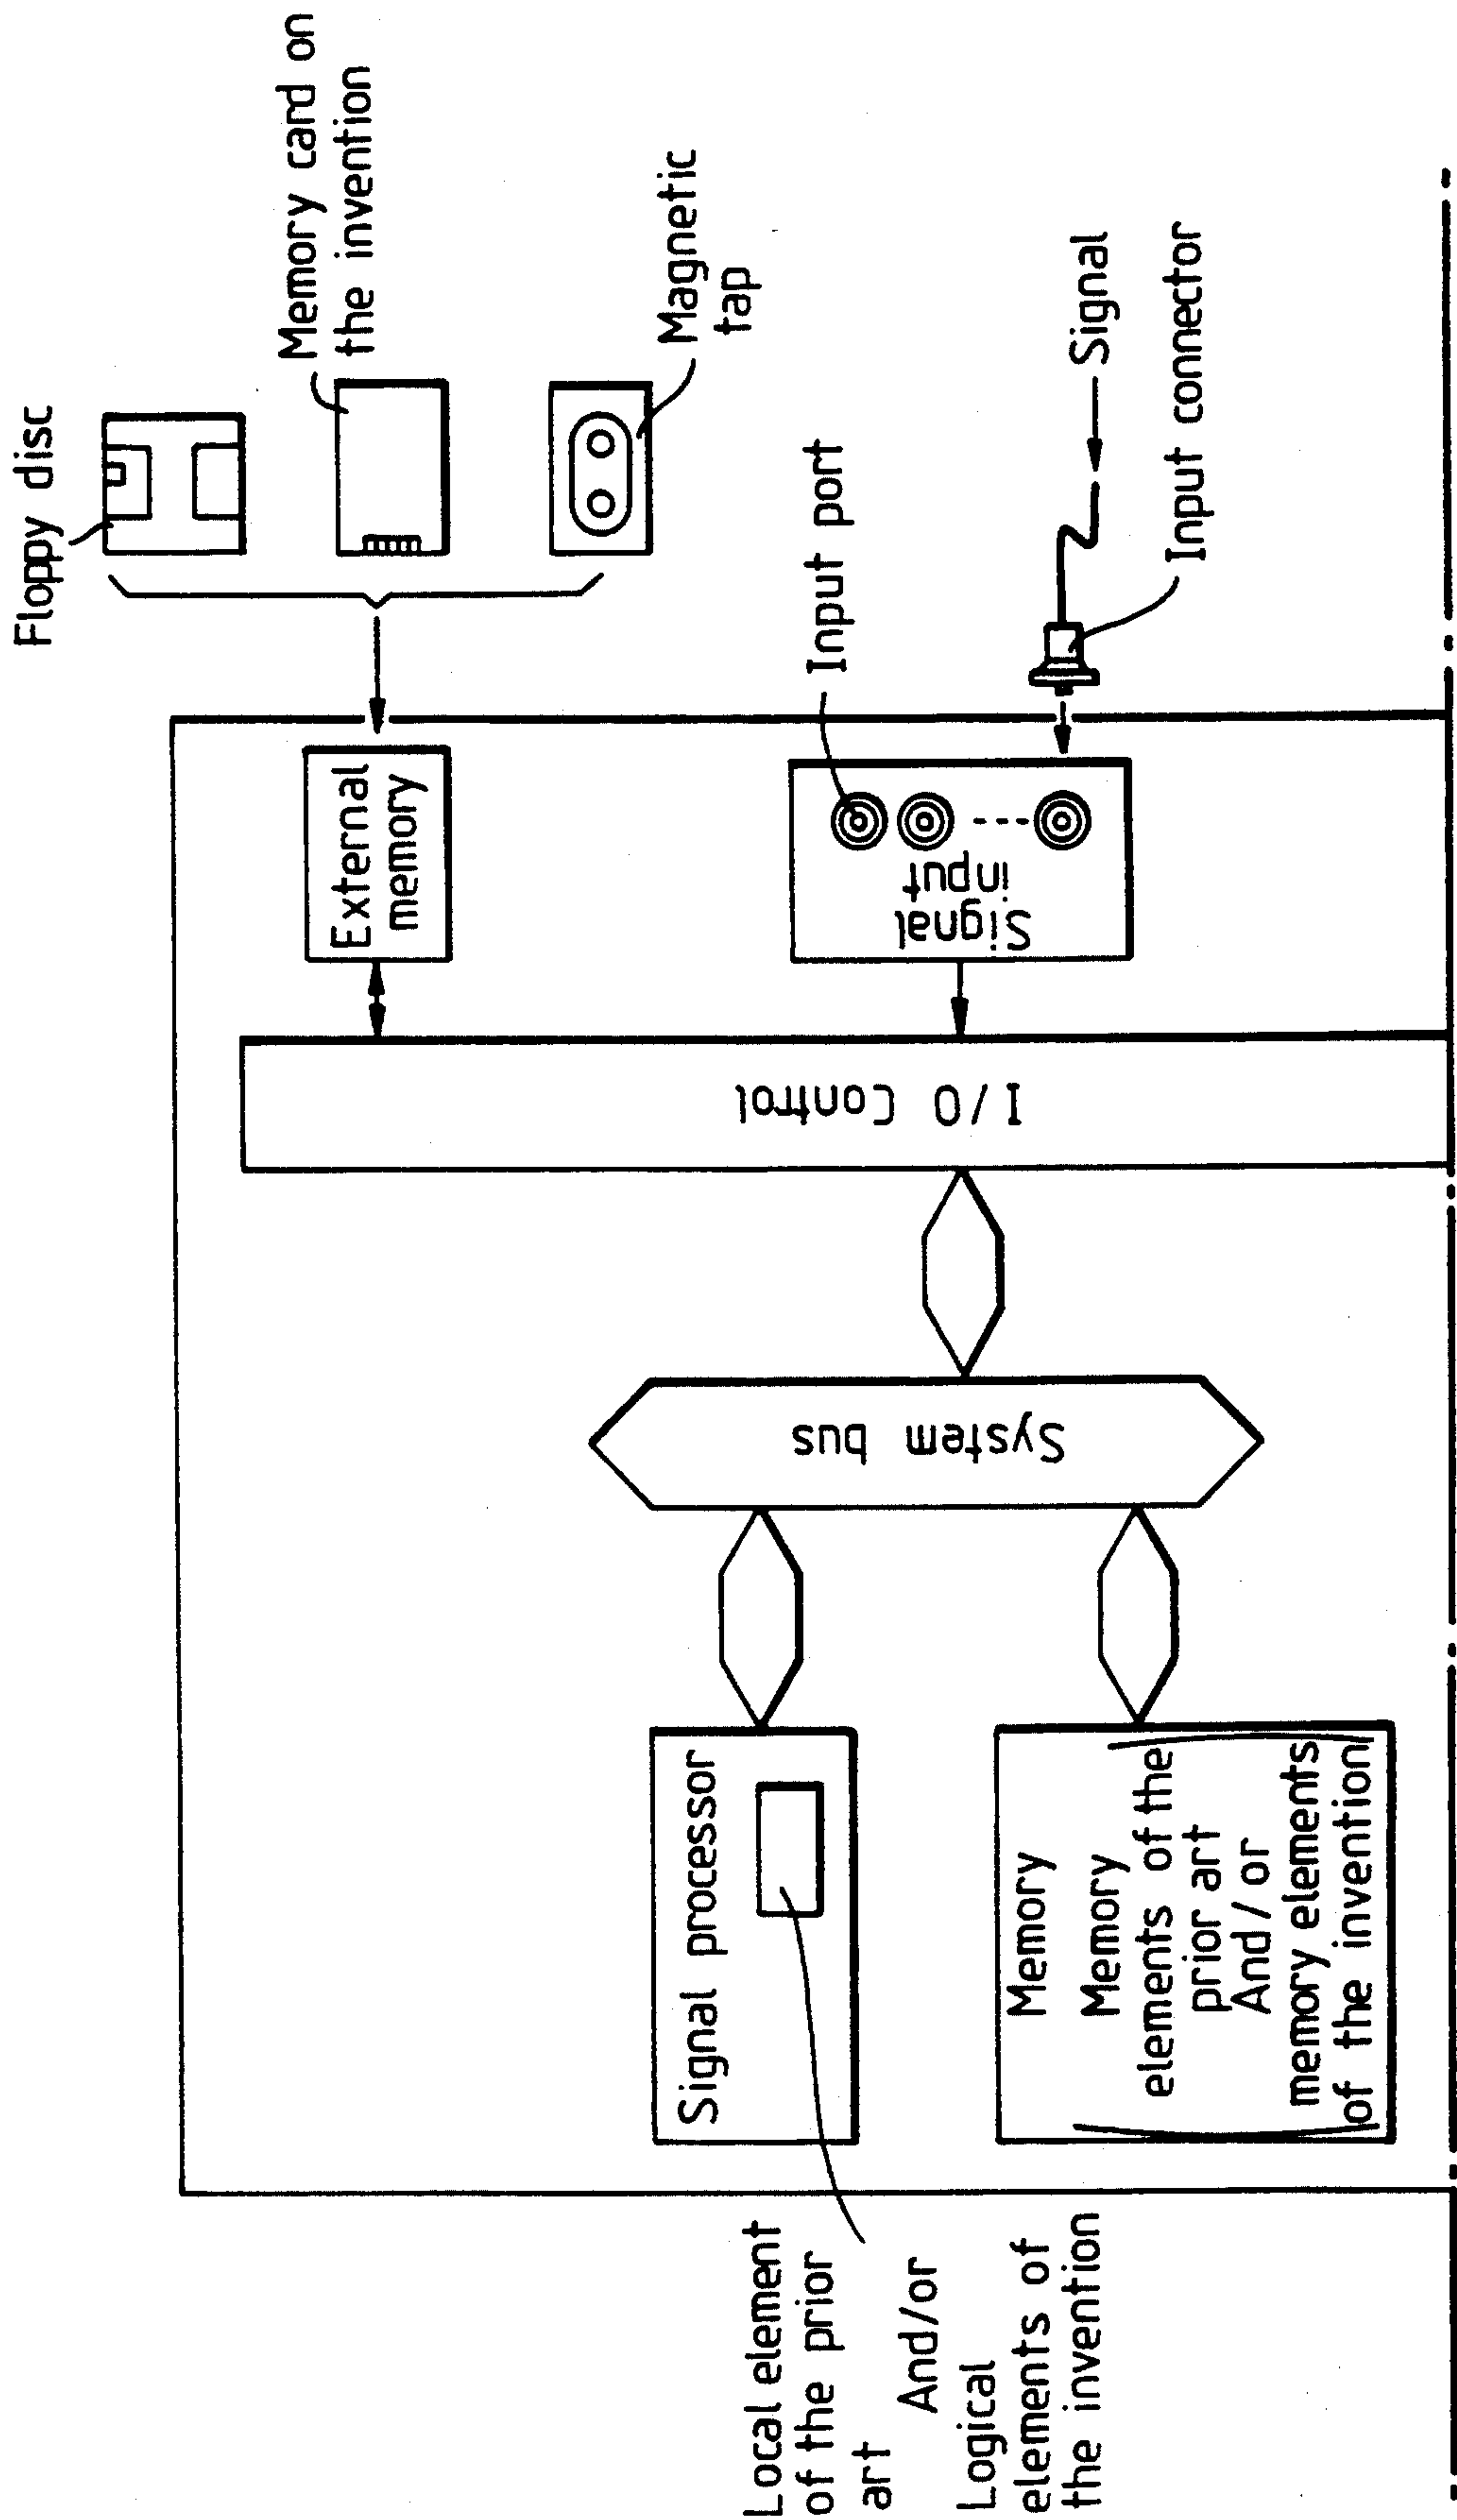 Floppy disc
Memory card on
the invention
Magnetic
tap
Input port
Signal
Input connector
External
memory
Signal
input
I/O Control
System bus
Signal processor
Memory
Memory
elements of the
prior art
And/or
memory elements
of the invention
Local element
of the prior
art And/or
Logical
elements of
the invention